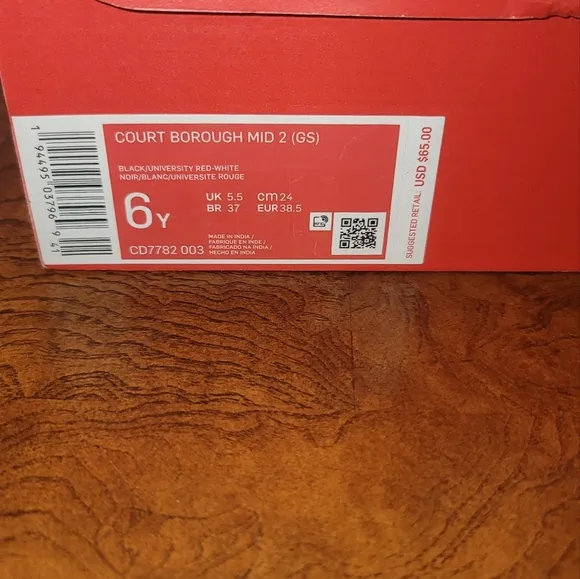 COURT BOROUGH MID 2 (GS)
BLACK/UNIVERSITY RED-WHITE
NOIR/BLANC/UNIVERSITE ROUGE
6Y
UK 5.5 cm 24
BR 37 EUR 38.5
CD7782 003
MADE IN INDIA /
FABRIQUE EN INDE /
FABRICADO NA INDIA /
HECHO EN INDIA
1 94495 03796 9 41
SUGGESTED RETAIL: USD $65.00